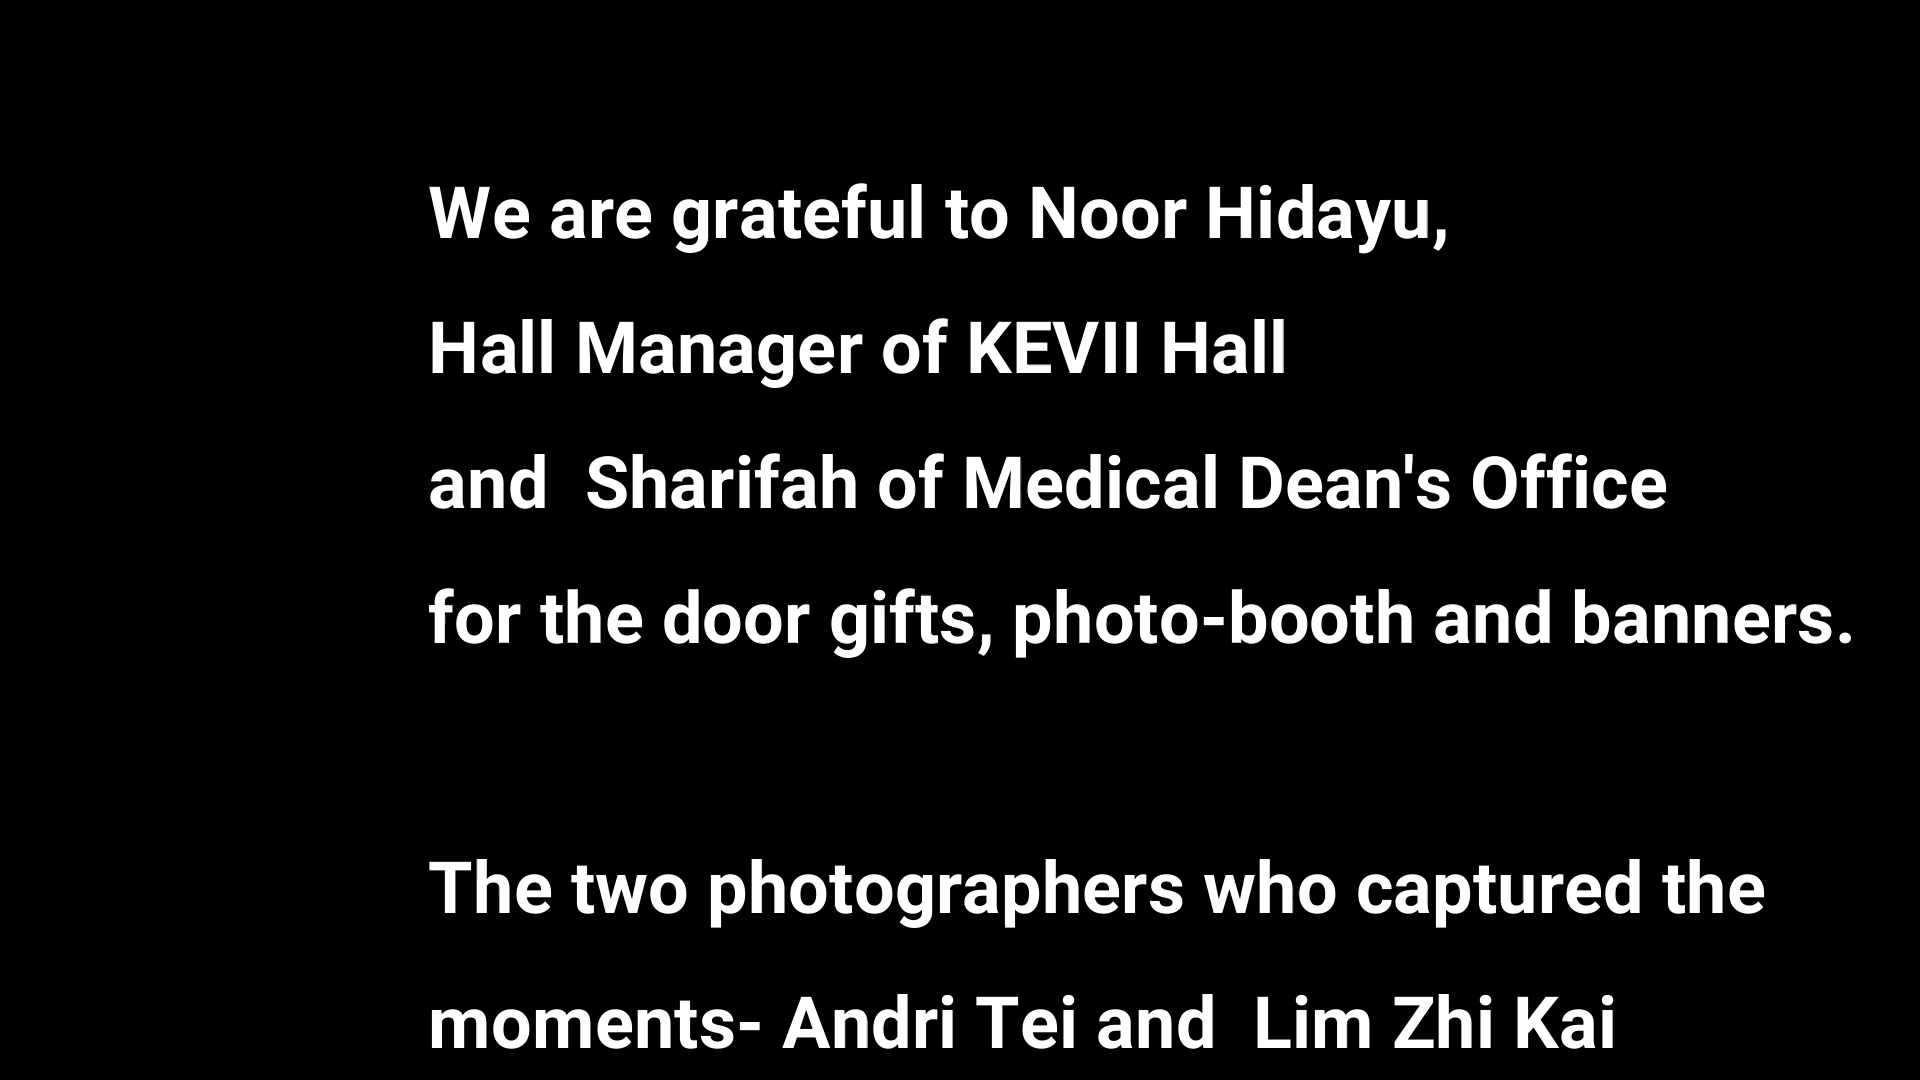 We are grateful to Noor Hidayu,
Hall Manager of KEVII Hall
and  Sharifah of Medical Dean's Office
for the door gifts, photo-booth and banners.
The two photographers who captured the
moments- Andri Tei and  Lim Zhi Kai